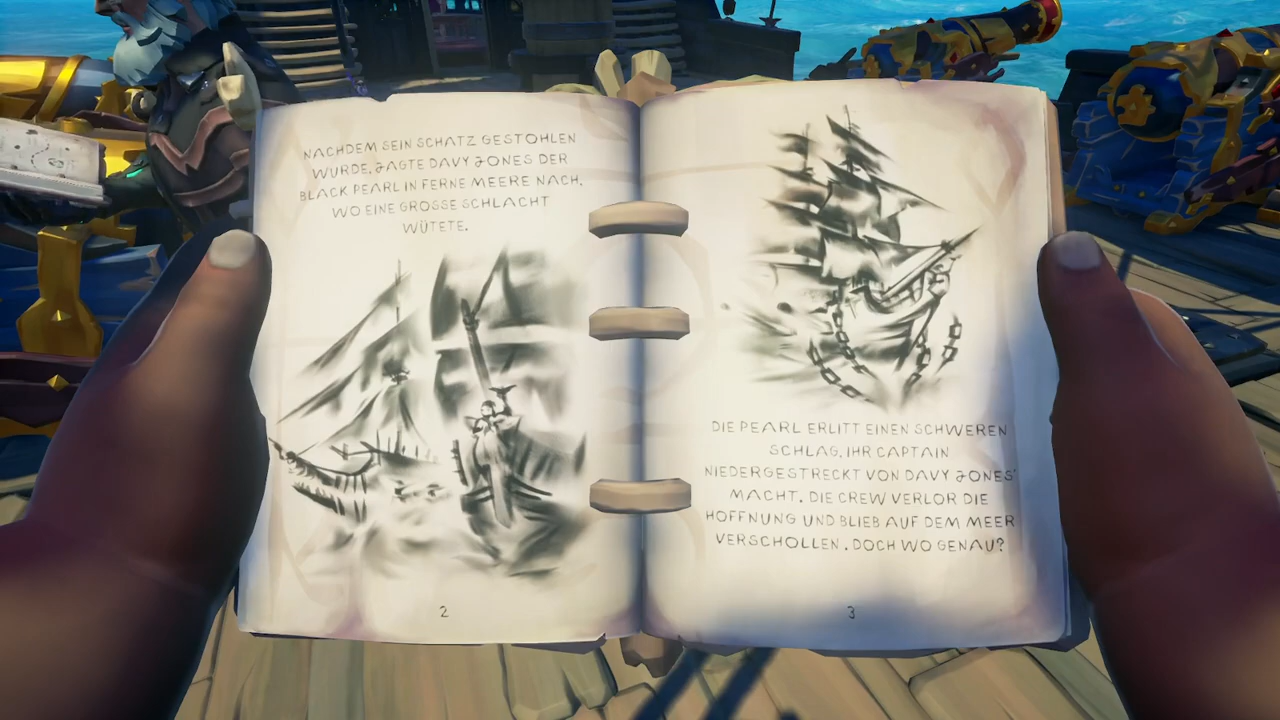 NACHDEM SEIN SCHATZ GESTOHLEN
WURDE, JAGTE DAVY JONES DER
BLACK PEARL IN FERNE MEERE NACH,
WO EINE GROSSE SCHLACHT
WÜTETE.
2
DIE PEARL ERLITT EINEN SCHWEREN
SCHLAG, IHR CAPTAIN
NIEDERGESTRECKT VON DAVY JONES'
MACHT. DIE CREW VERLOR DIE
HOFFNUNG UND BLIEB AUF DEM MEER
VERSCHOLLEN. DOCH WO GENAU?
3